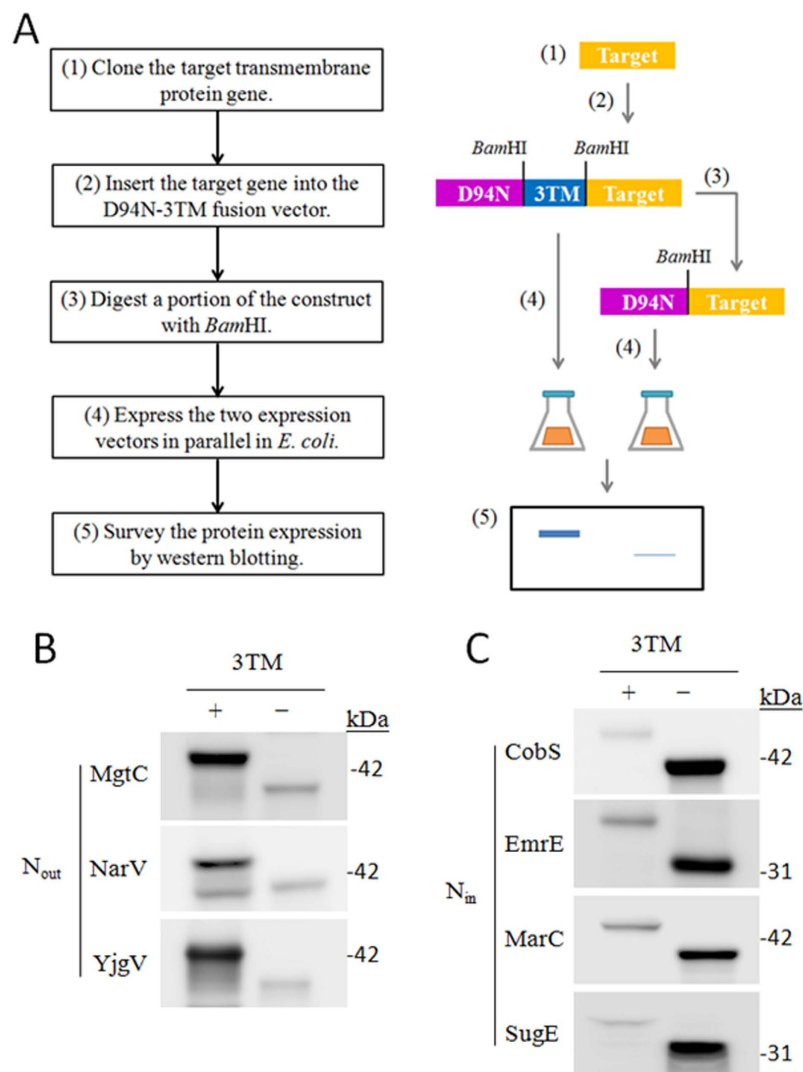 A
(1) Clone the target transmembrane
protein gene.
(2) Insert the target gene into the
D94N-3TM fusion vector.
(3) Digest a portion of the construct
with BamHI.
(4) Express the two expression
vectors in parallel in E. coli.
(5) Survey the protein expression
by western blotting.
(1) Target
(2)
BamHI BamHI
D94N 3TM Target
(3)
BamHI
(4)
D94N Target
(4)
(5)
B
3TM
+ −
kDa
MgtC
-42
Nout
NarV
-42
YjgV
-42
C
3TM
+ −
kDa
CobS
-42
EmrE
-31
Nin
MarC
-42
SugE
-31